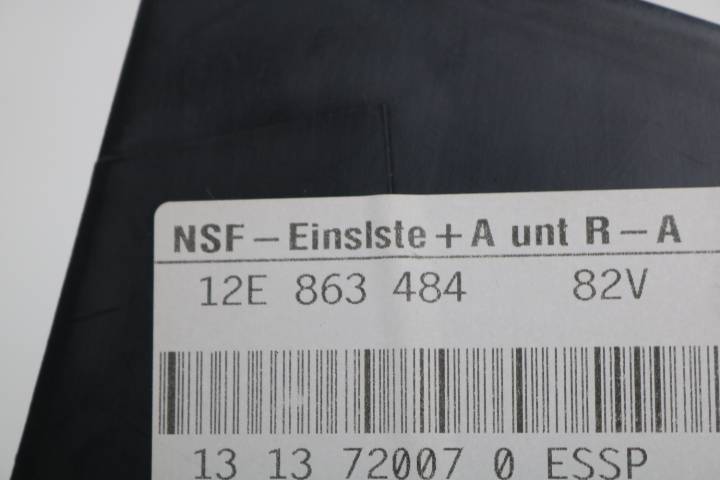 NSF – Einslste + A unt R – A
12E 863 484 82V
13 13 72007 0 ESSP